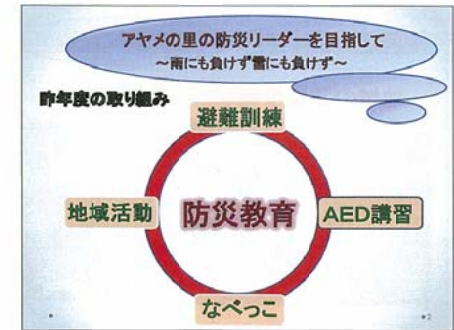 アヤメの里の防災リーダーを目指して
～雨にも負けず雪にも負けず～
昨年度の取り組み
避難訓練
地域活動
防災教育
AED講習
なべっこ
2